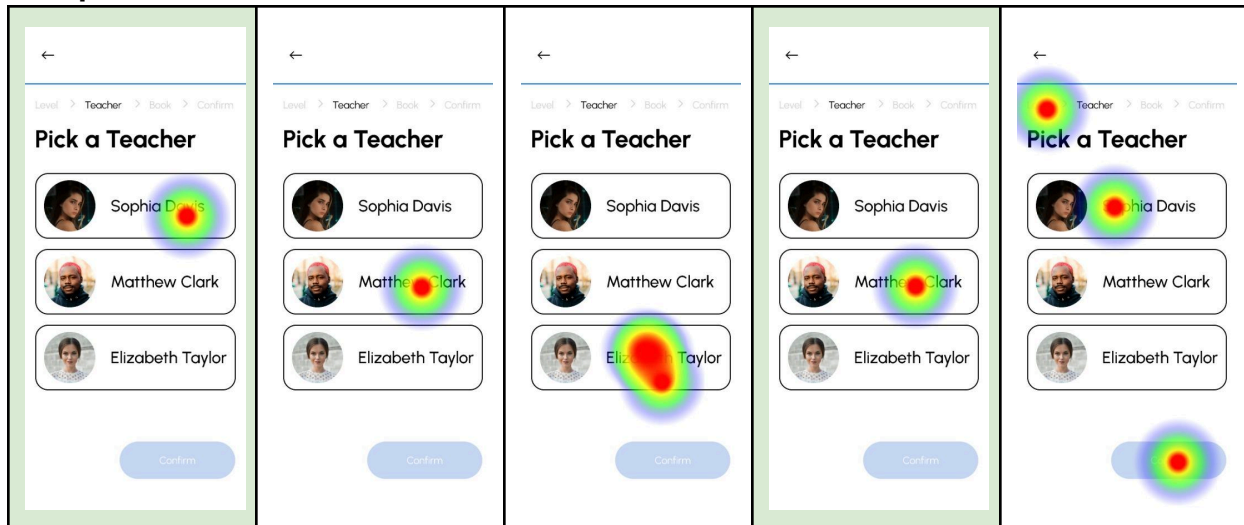 ←
←
←
←
←
Level > Teacher > Book > Confirm
Level > Teacher > Book > Confirm
Level > Teacher > Book > Confirm
Level > Teacher > Book > Confirm
Teacher > Book > Confirm
Pick a Teacher
Pick a Teacher
Pick a Teacher
Pick a Teacher
Pick a Teacher
Sophia Davis
Sophia Davis
Sophia Davis
Sophia Davis
Sophia Davis
Matthew Clark
Matthew Clark
Matthew Clark
Matthew Clark
Matthew Clark
Elizabeth Taylor
Elizabeth Taylor
Taylor
Elizabeth Taylor
Elizabeth Taylor
Confirm
Confirm
Confirm
Confirm